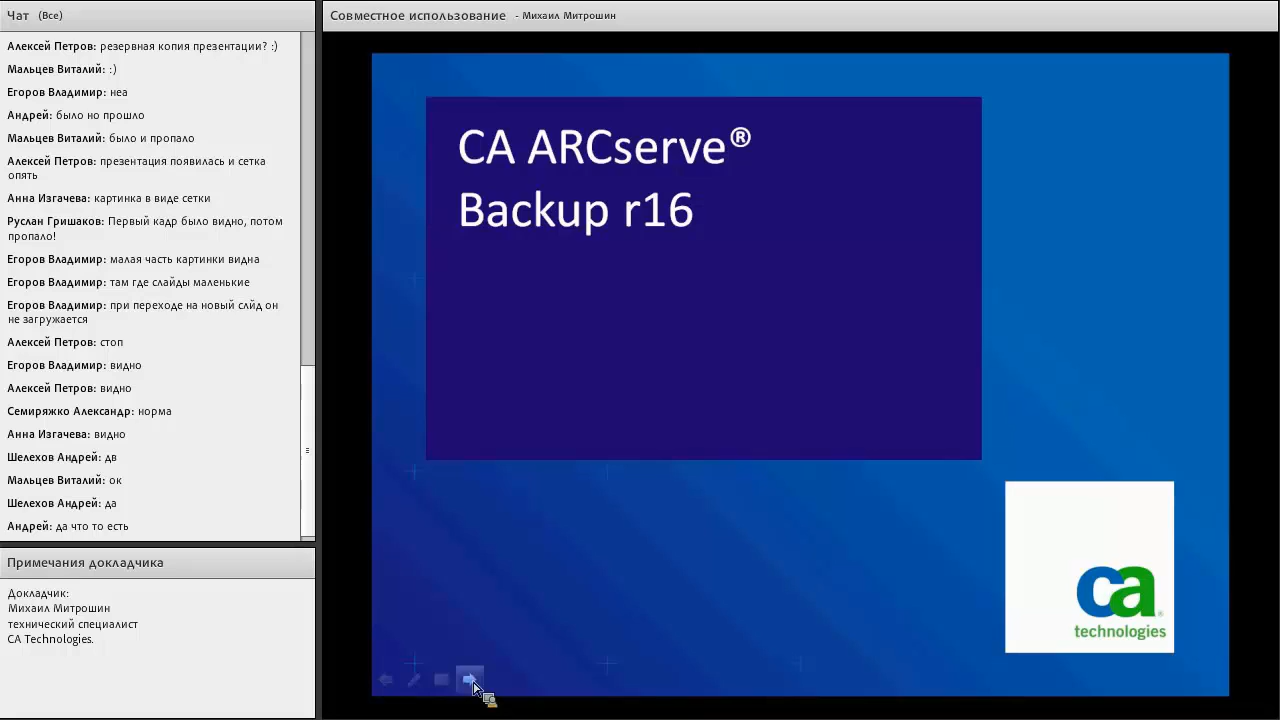 Чат (Все)
Алексей Петров: резервная копия презентации? :)
Мальцев Виталий: :)
Егоров Владимир: неа
Андрей: было но прошло
Мальцев Виталий: было и пропало
Алексей Петров: презентация появилась и сетка
опять
Анна Изгачева: картинка в виде сетки
Руслан Гришаков: Первый кадр было видно, потом
пропало!
Егоров Владимир: малая часть картинки видна
Егоров Владимир: там где слайды маленькие
Егоров Владимир: при переходе на новый слйд он
не загружается
Алексей Петров: стоп
Егоров Владимир: видно
Алексей Петров: видно
Семиряжко Александр: норма
Анна Изгачева: видно
Шелехов Андрей: дв
Мальцев Виталий: ок
Шелехов Андрей: да
Андрей: да что то есть
Примечания докладчика
Докладчик:
Михаил Митрошин
технический специалист
CA Technologies.
Совместное использование - Михаил Митрошин
CA ARCserve®
Backup r16
ca
technologies